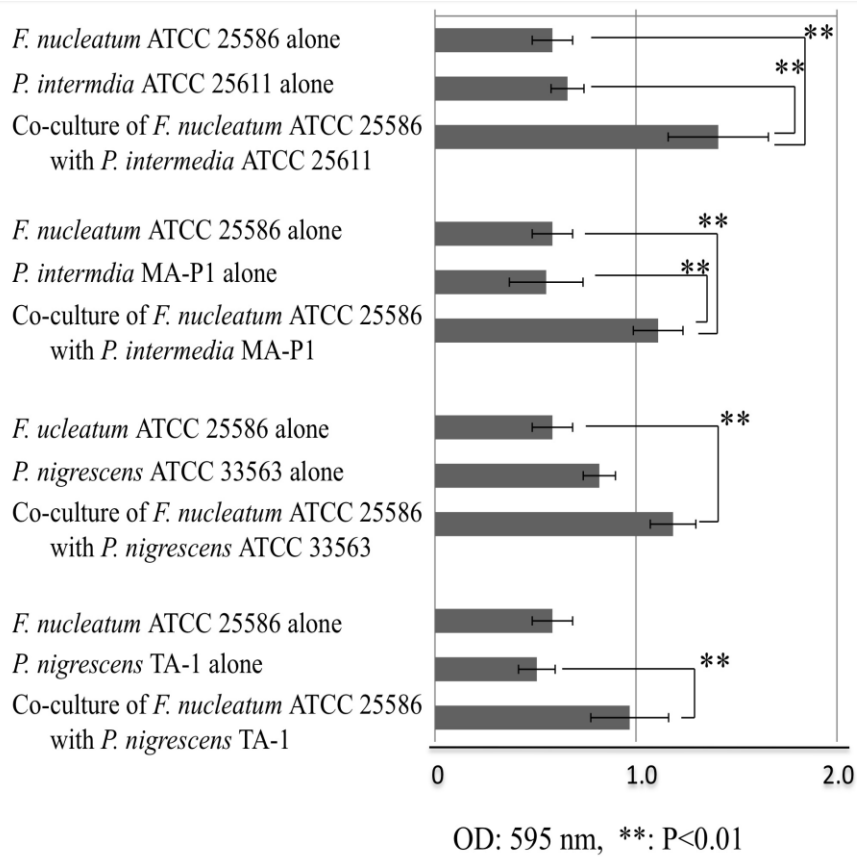 F. nucleatum ATCC 25586 alone
**
P. intermdia ATCC 25611 alone
**
Co-culture of F. nucleatum ATCC 25586
with P. intermedia ATCC 25611
F. nucleatum ATCC 25586 alone
**
P. intermdia MA-P1 alone
**
Co-culture of F. nucleatum ATCC 25586
with P. intermedia MA-P1
F. ucleatum ATCC 25586 alone
**
P. nigrescens ATCC 33563 alone
Co-culture of F. nucleatum ATCC 25586
with P. nigrescens ATCC 33563
F. nucleatum ATCC 25586 alone
P. nigrescens TA-1 alone
**
Co-culture of F. nucleatum ATCC 25586
with P. nigrescens TA-1
0 1.0 2.0
OD: 595 nm, **: P<0.01